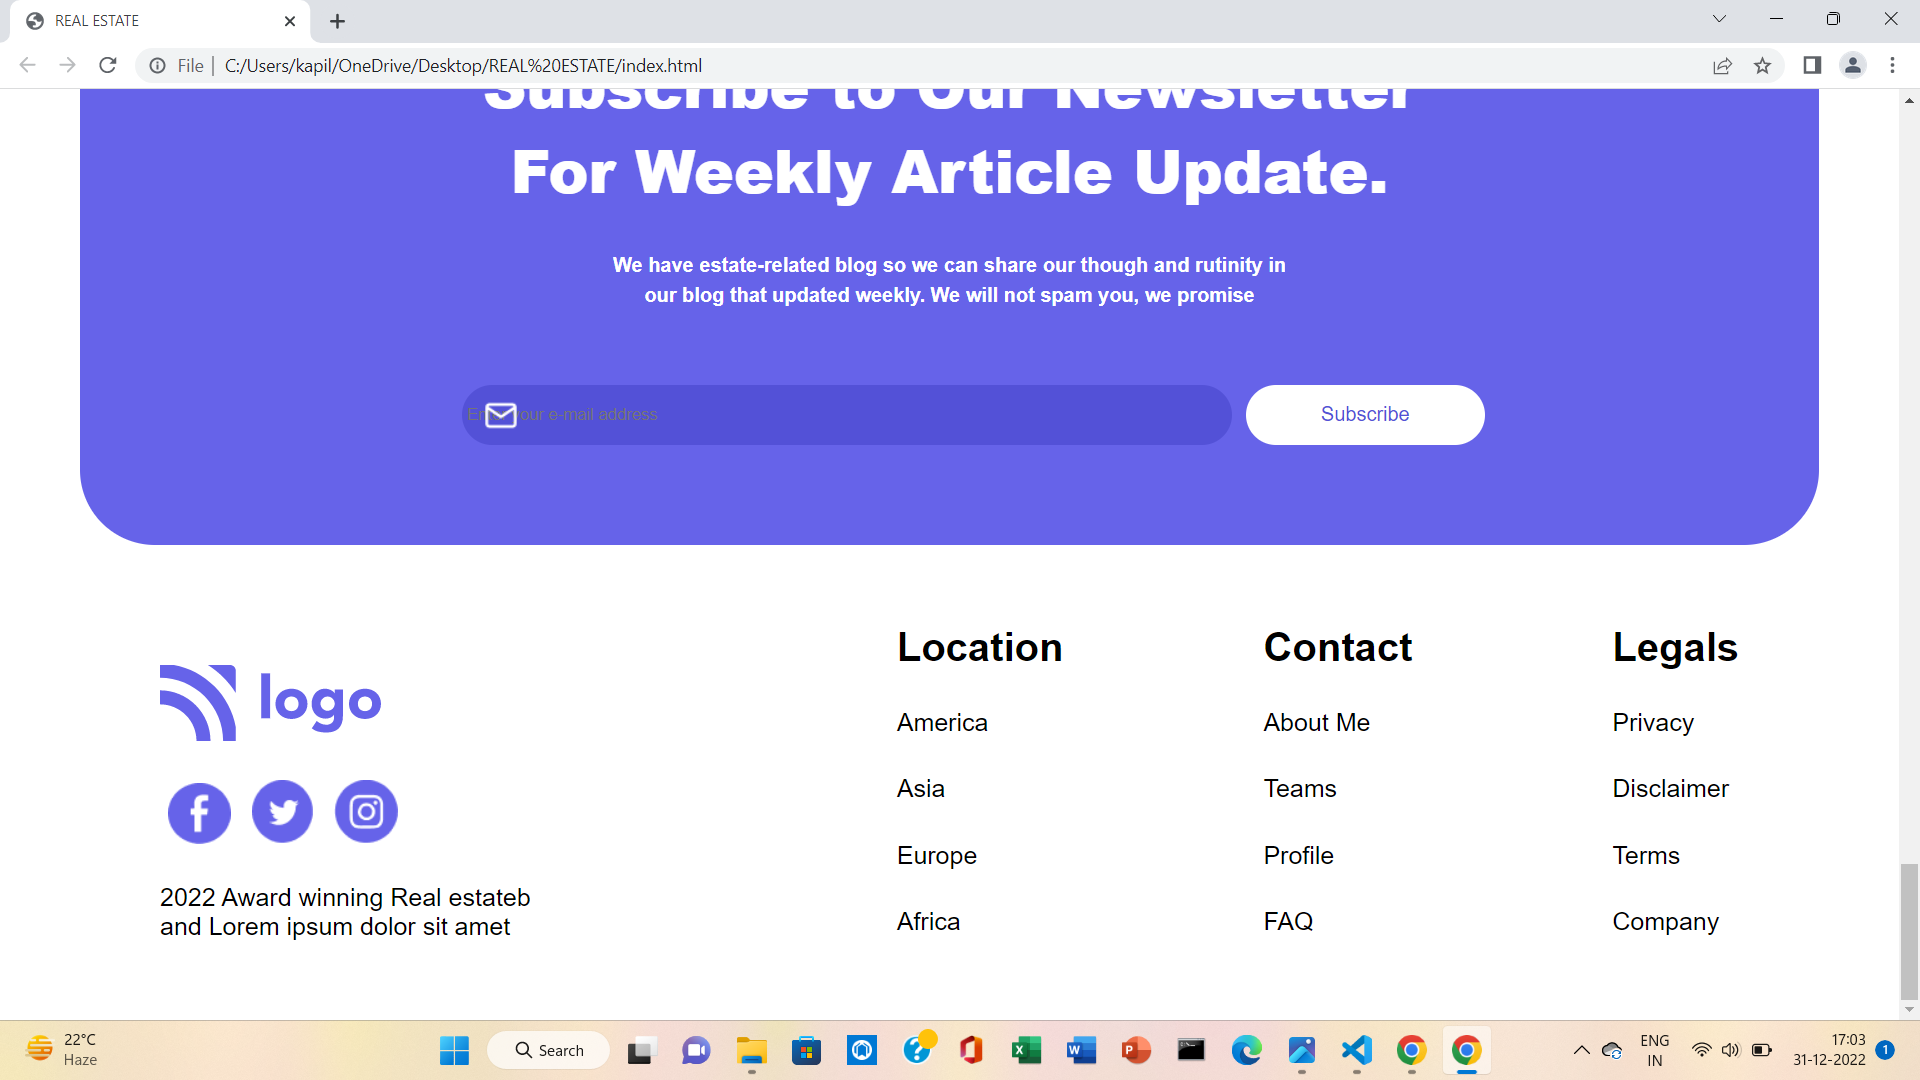 REAL ESTATE
File | C:/Users/kapil/OneDrive/Desktop/REAL%20ESTATE/index.html
Subscribe to Our Newsletter
For Weekly Article Update.
We have estate-related blog so we can share our though and rutinity in
our blog that updated weekly. We will not spam you, we promise
your e-mail address
Subscribe
logo
2022 Award winning Real estateb
and Lorem ipsum dolor sit amet
Location
America
Asia
Europe
Africa
Contact
About Me
Teams
Profile
FAQ
Legals
Privacy
Disclaimer
Terms
Company
22°C
Haze
Search
ENG
IN
17:03
31-12-2022
1